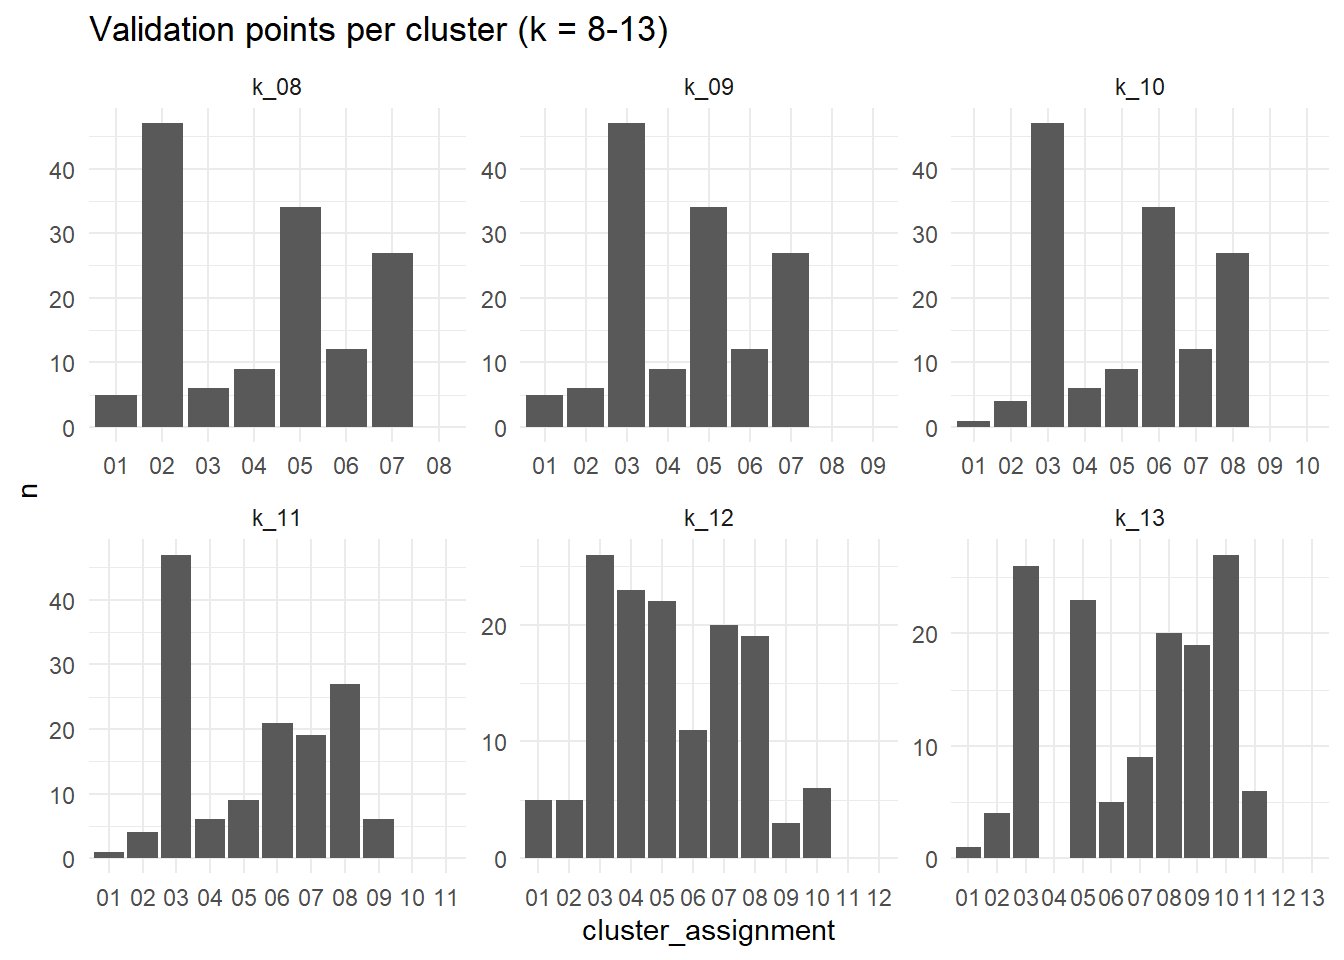 Validation points per cluster (k = 8-13)
k_08 k_09 k_10
40 40 40
30 30 30
20 20 20
10 10 10
0 0 0
01 02 03 04 05 06 07 08 01 02 03 04 05 06 07 08 09 01 02 03 04 05 06 07 08 09 10
n
k_11 k_12 k_13
40
30
20 20 20
10 10 10
0 0 0
01 02 03 04 05 06 07 08 09 10 11 01 02 03 04 05 06 07 08 09 10 11 12 01 02 03 04 05 06 07 08 09 10 11 12 13
cluster_assignment